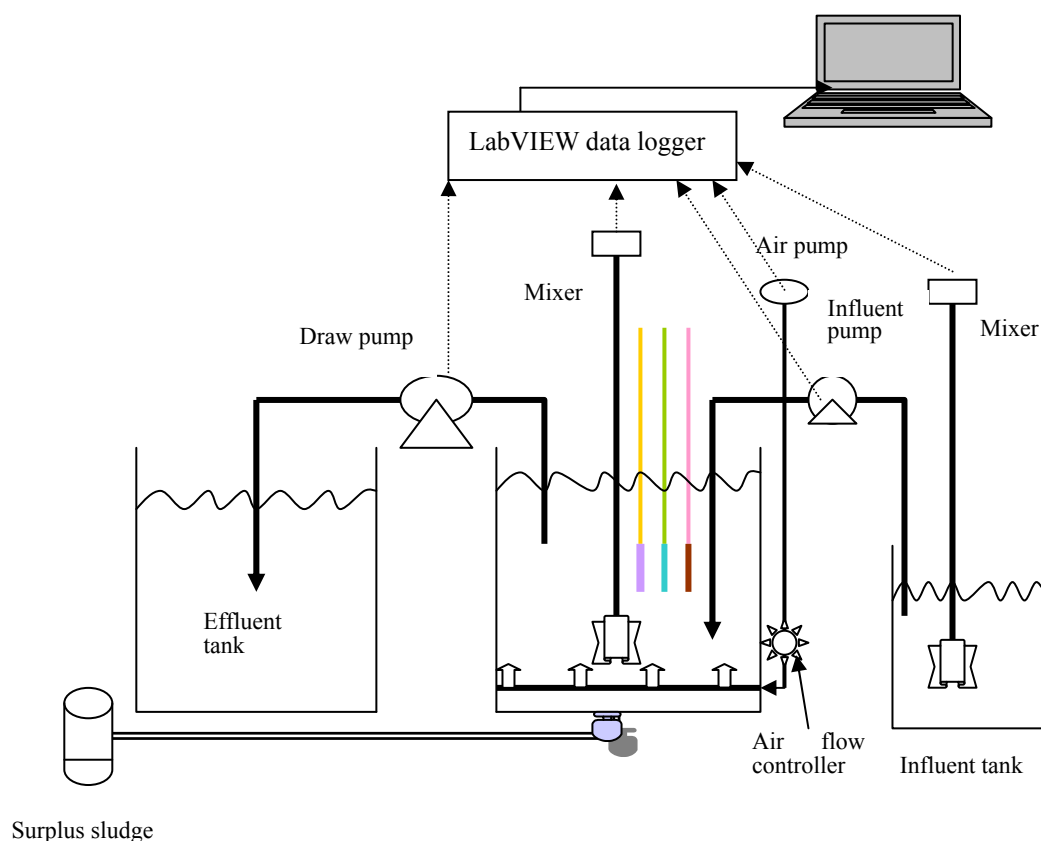 LabVIEW data logger
Air pump
Mixer
Influent
pump
Mixer
Draw pump
Effluent
tank
Air flow
controller
Influent tank
Surplus sludge